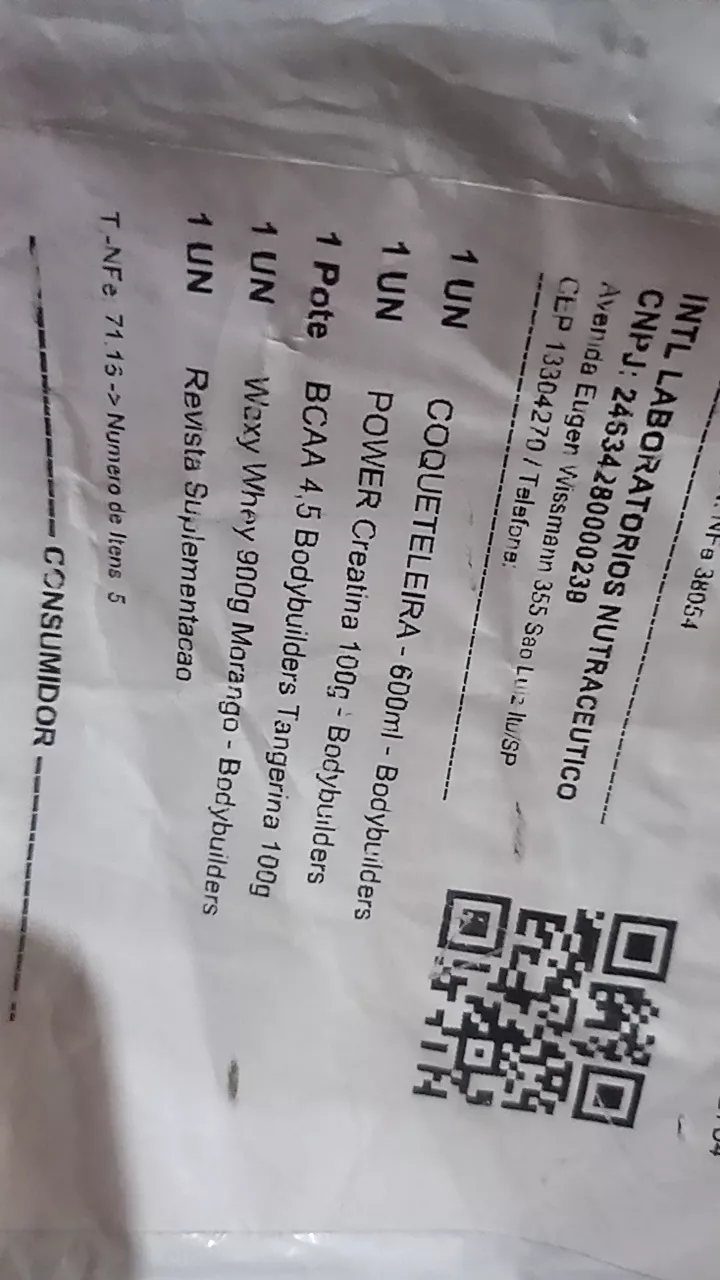 NFe 38054
INTL LABORATORIOS NUTRACEUTICO
CNPJ: 24634280000239
Avenida Eugen Wissmann 355 Sao Luiz Itu/SP
CEP 13304270 / Telefone:
1 UN COQUETELEIRA - 600ml - Bodybuilders
1 UN POWER Creatina 100g - Bodybuilders
1 Pote BCAA 4,5 Bodybuilders Tangerina 100g
1 UN Waxy Whey 900g Morango - Bodybuilders
1 UN Revista Suplementacao
T.-NFe: 71.16 -> Numero de Itens 5
CONSUMIDOR